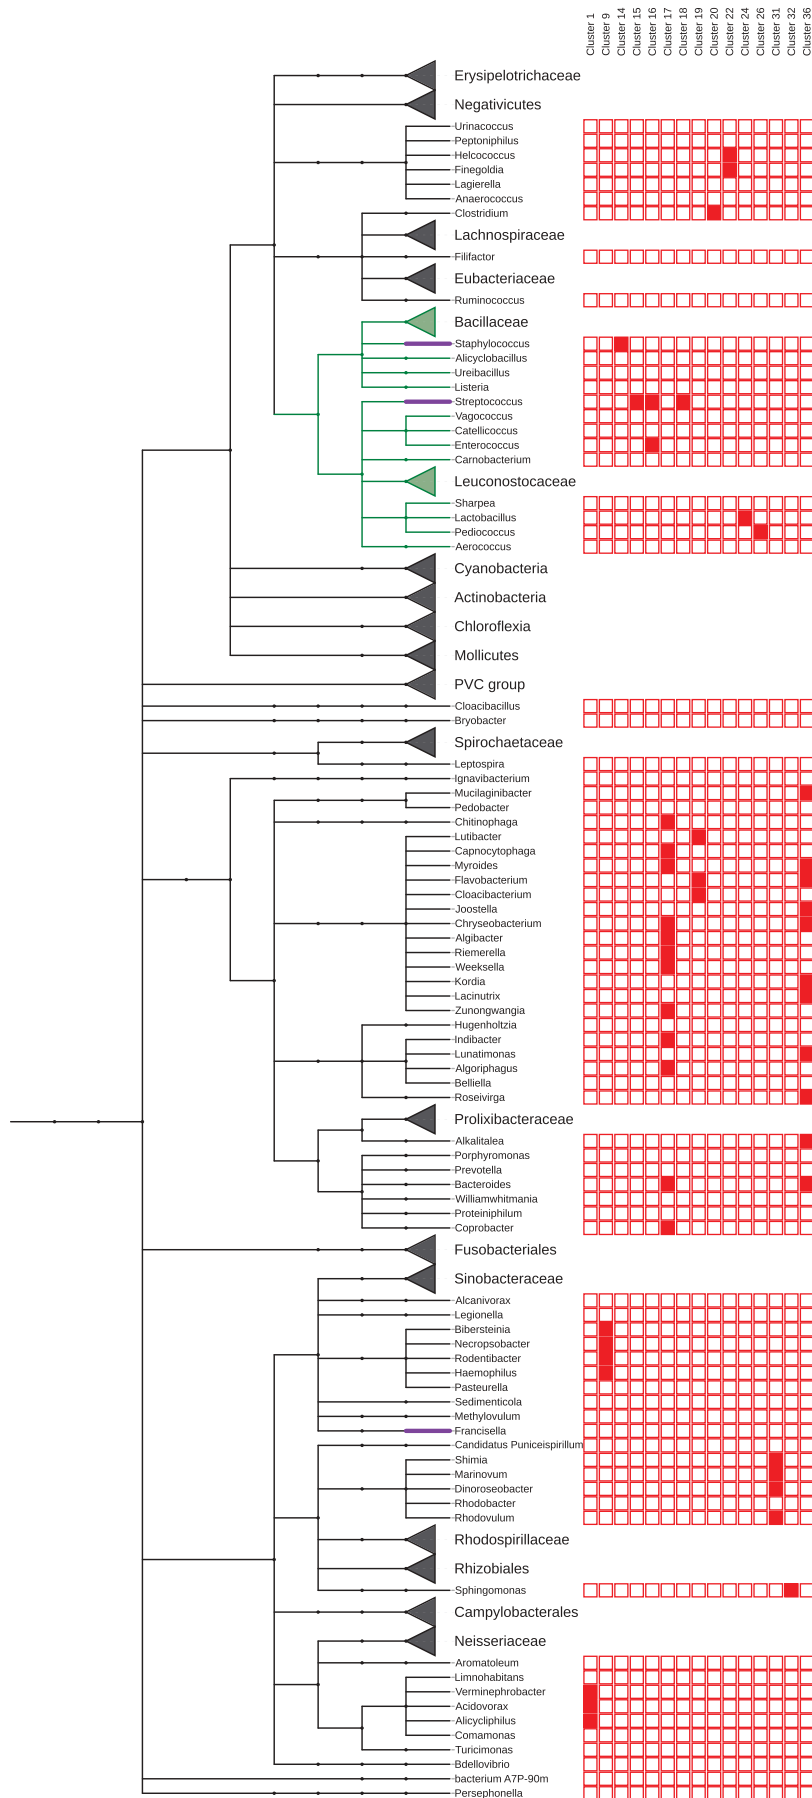 Cluster 1
Cluster 9
Cluster 14
Cluster 15
Cluster 16
Cluster 17
Cluster 18
Cluster 19
Cluster 20
Cluster 22
Cluster 24
Cluster 26
Cluster 31
Cluster 32
Cluster 36
Erysipelotrichaceae
Negativicutes
Urinacoccus
Peptoniphilus
Helcococcus
Finegoldia
Lagierella
Anaerococcus
Clostridium
Lachnospiraceae
Filifactor
Eubacteriaceae
Ruminococcus
Bacillaceae
Staphylococcus
Alicyclobacillus
Ureibacillus
Listeria
Streptococcus
Vagococcus
Catellicoccus
Enterococcus
Carnobacterium
Leuconostocaceae
Sharpea
Lactobacillus
Pediococcus
Aerococcus
Cyanobacteria
Actinobacteria
Chloroflexia
Mollicutes
PVC group
Cloacibacillus
Bryobacter
Spirochaetaceae
Leptospira
Ignavibacterium
Mucilaginibacter
Pedobacter
Chitinophaga
Lutibacter
Capnocytophaga
Myroides
Flavobacterium
Cloacibacterium
Joostella
Chryseobacterium
Algibacter
Riemerella
Weeksella
Kordia
Lacinutrix
Zunongwangia
Hugenholtzia
Indibacter
Lunatimonas
Algoriphagus
Belliella
Roseivirga
Prolixibacteraceae
Alkalitalea
Porphyromonas
Prevotella
Bacteroides
Williamwhitmania
Proteiniphilum
Coprobacter
Fusobacteriales
Sinobacteraceae
Alcanivorax
Legionella
Bibersteinia
Necropsobacter
Rodentibacter
Haemophilus
Pasteurella
Sedimenticola
Methylovulum
Francisella
Candidatus Puniceispirillum
Shimia
Marinovum
Dinoroseobacter
Rhodobacter
Rhodovulum
Rhodospirillaceae
Rhizobiales
Sphingomonas
Campylobacterales
Neisseriaceae
Aromatoleum
Limnohabitans
Verminephrobacter
Acidovorax
Alicycliphilus
Comamonas
Turicimonas
Bdellovibrio
bacterium A7P-90m
Persephonella